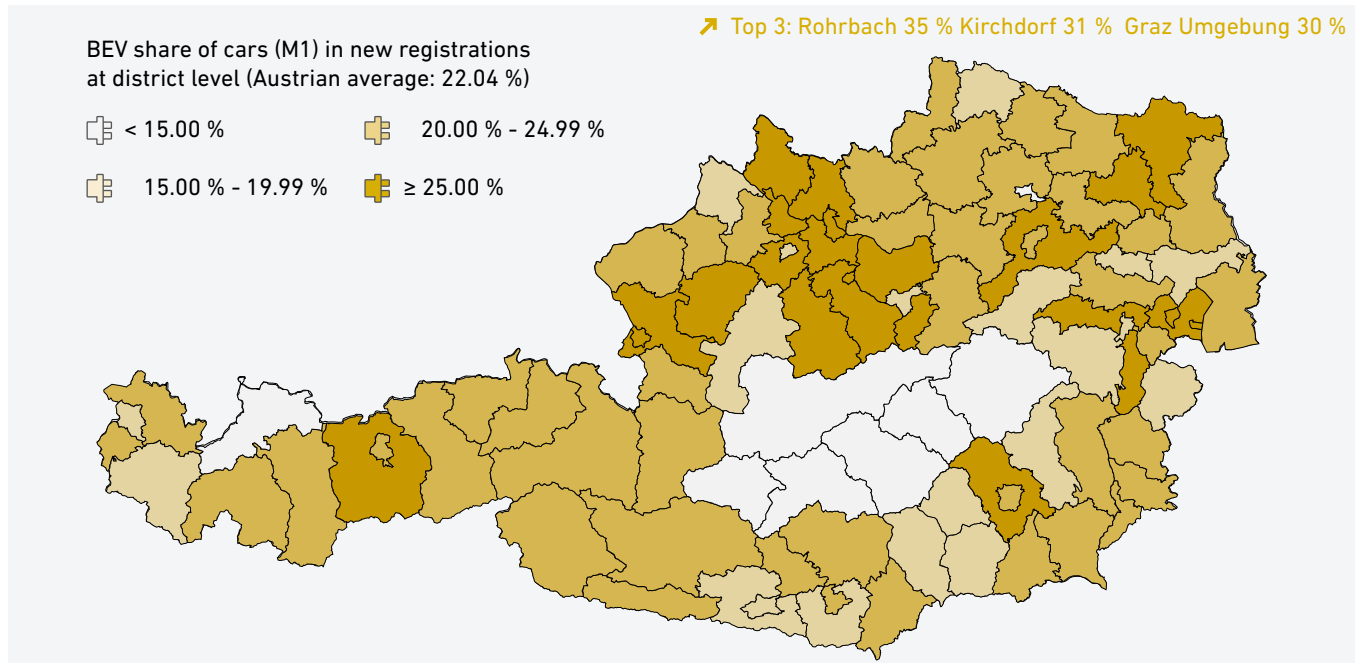 Top 3: Rohrbach 35 % Kirchdorf 31 % Graz Umgebung 30 %
BEV share of cars (M1) in new registrations
at district level (Austrian average: 22.04 %)
< 15.00 %
20.00 % - 24.99 %
15.00 % - 19.99 %
≥ 25.00 %